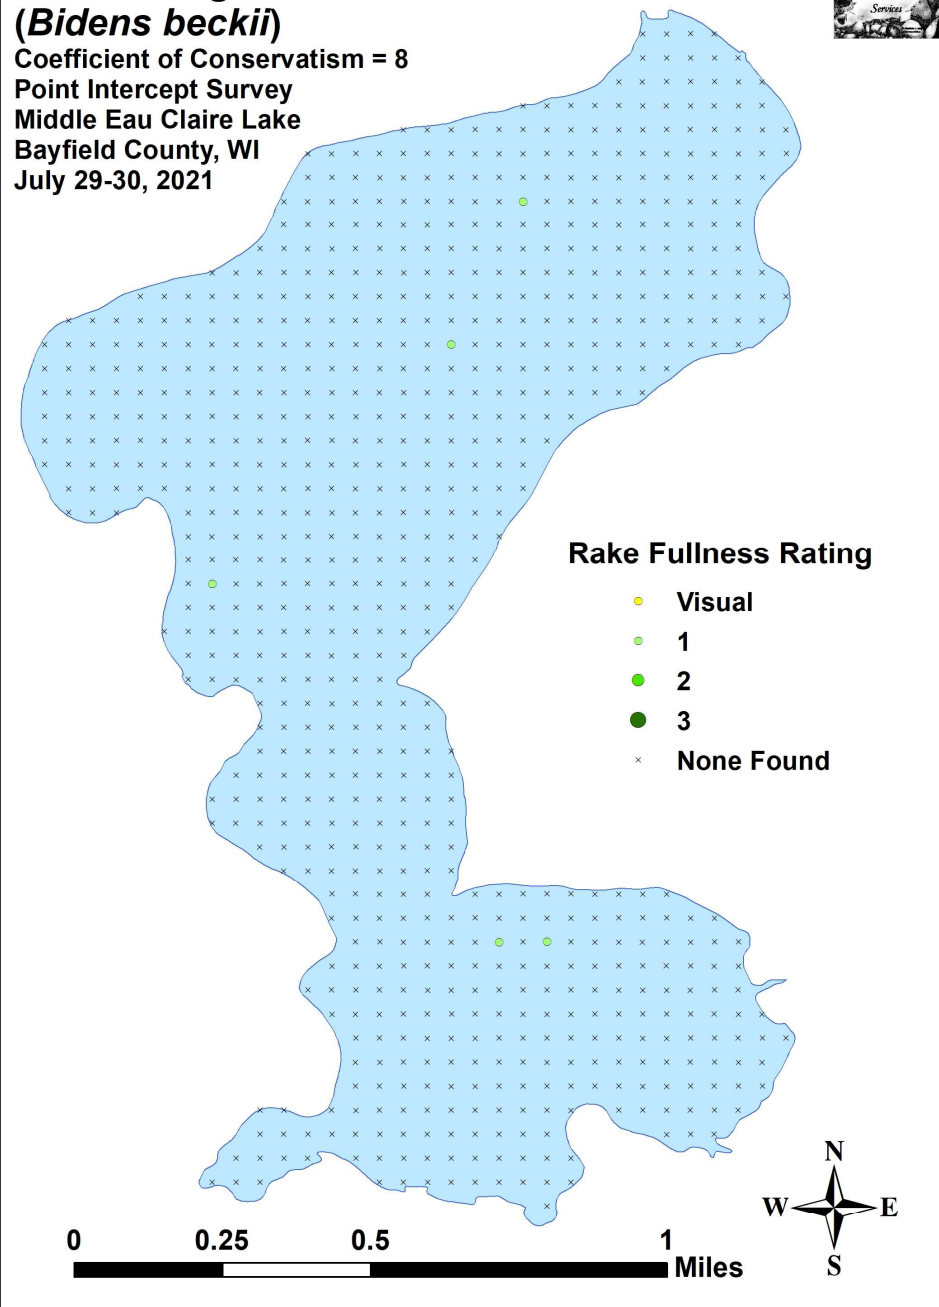 (Bidens beckii)
Coefficient of Conservatism = 8
Point Intercept Survey
Middle Eau Claire Lake
Bayfield County, WI
July 29-30, 2021
Services
Rake Fullness Rating
Visual
1
2
3
None Found
N
W E
S
0 0.25 0.5 1
Miles